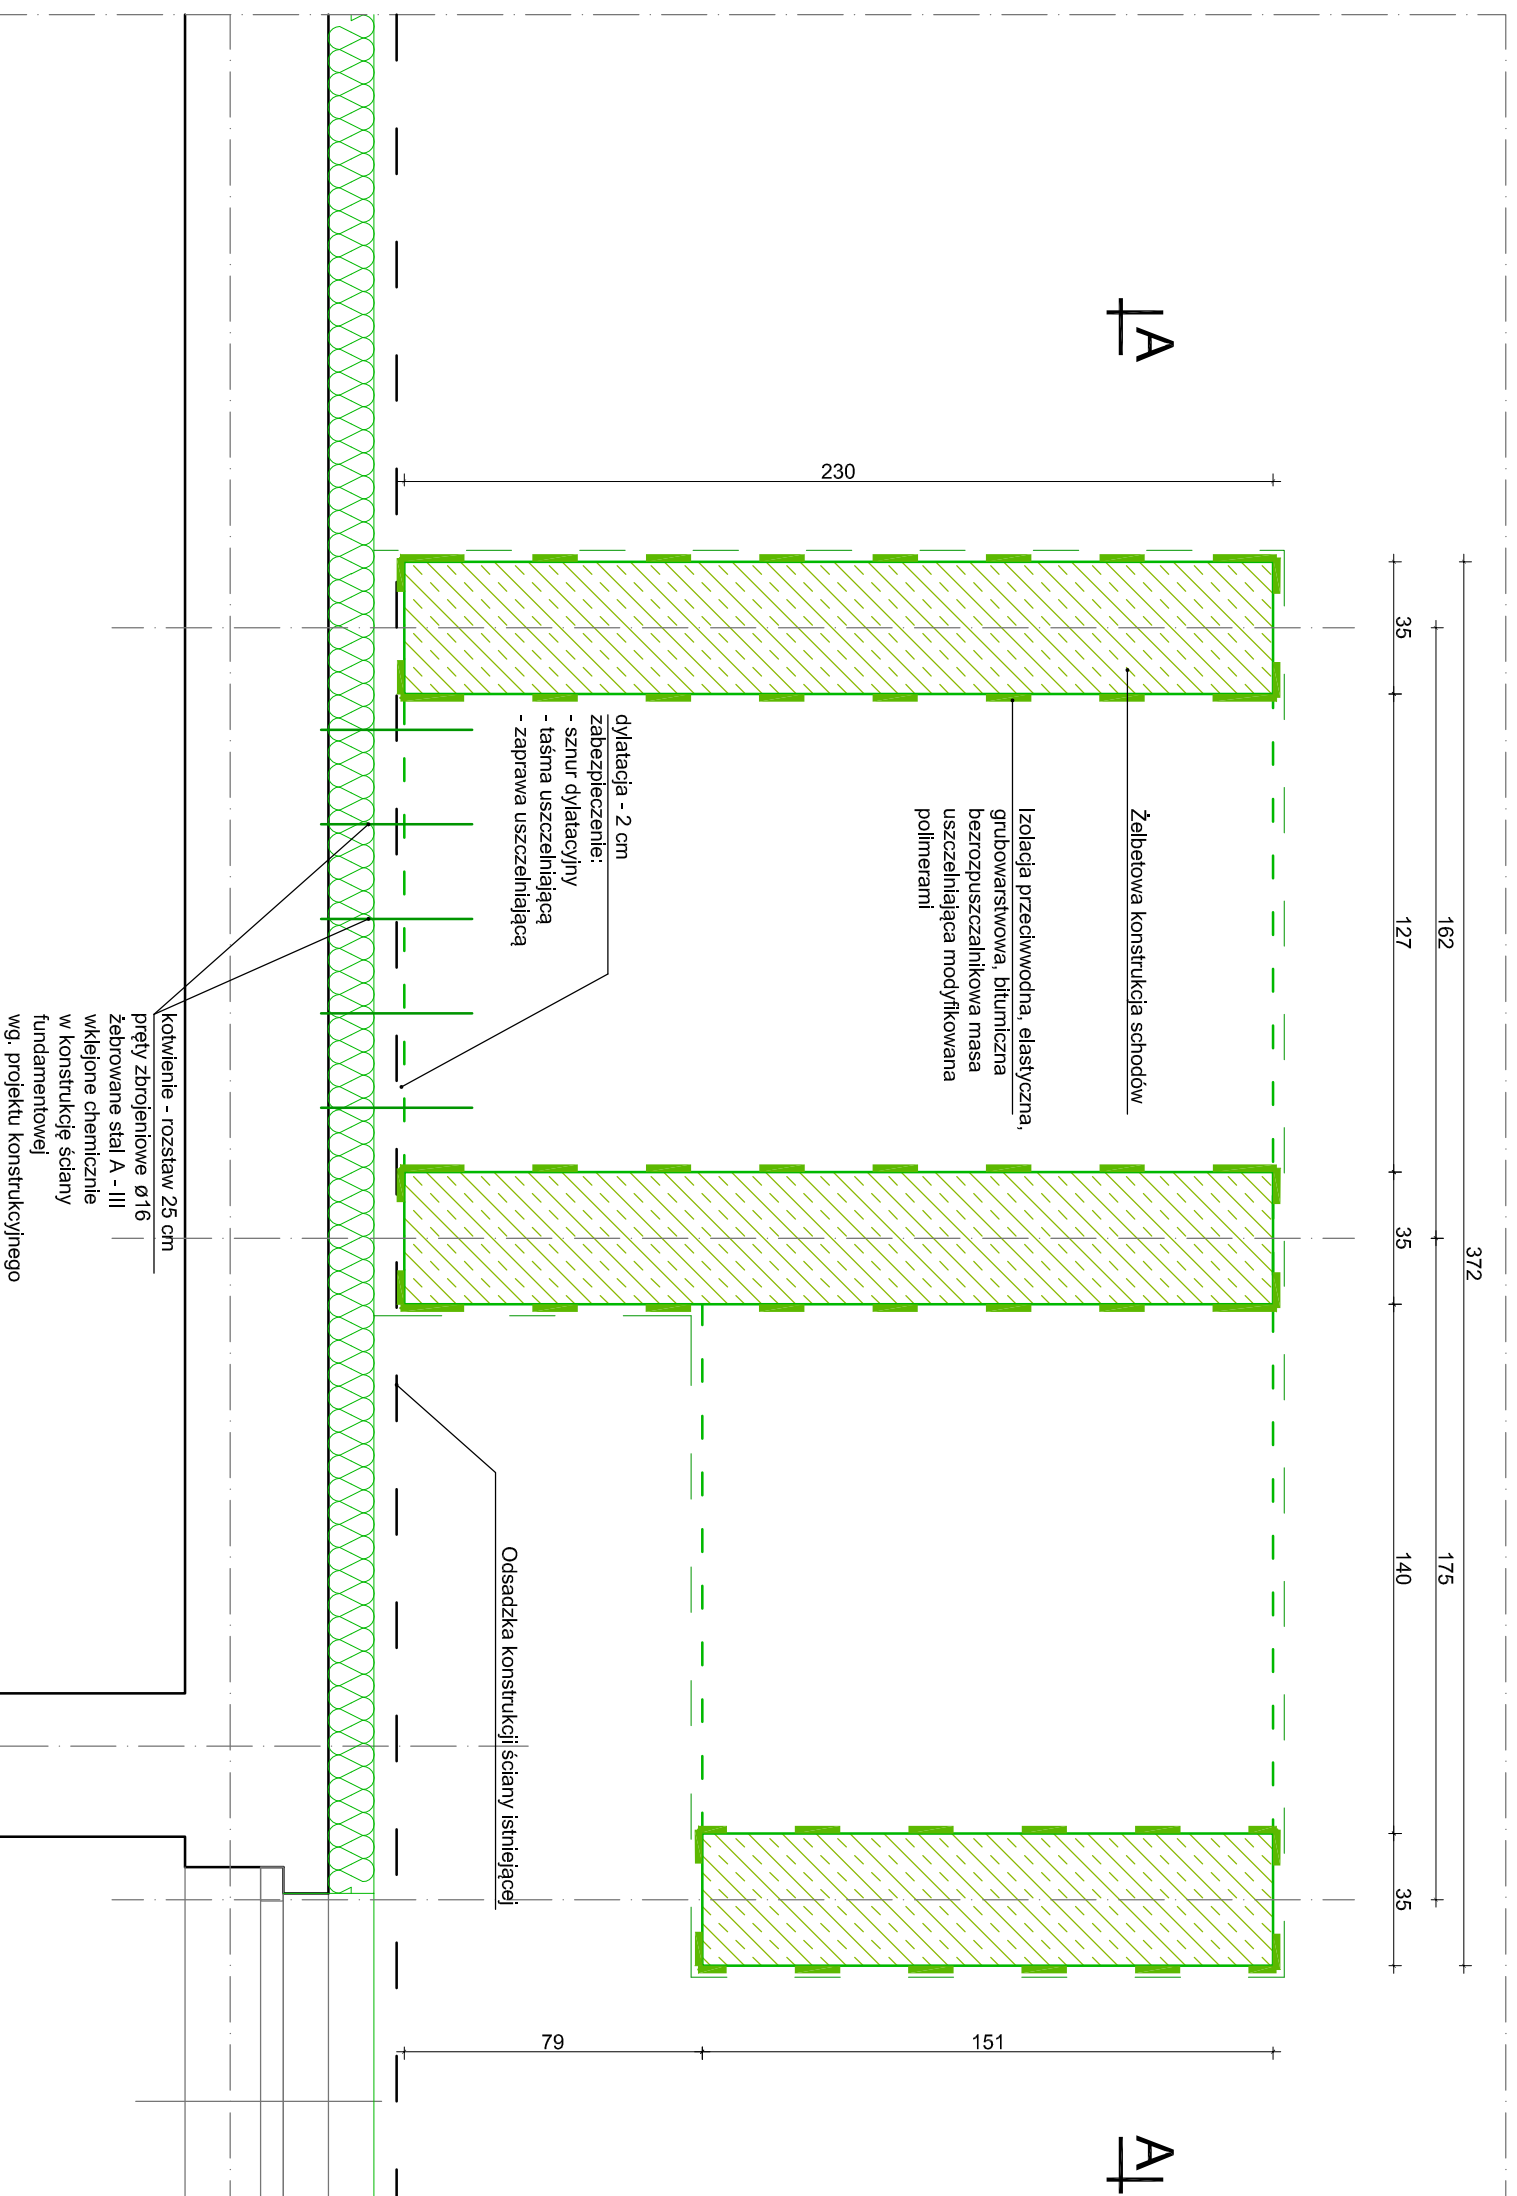 A
A
230
35
127
35
140
35
162
175
372
79
151
Żelbetowa konstrukcja schodów
Izolacja przeciwwodna, elastyczna,
grubowarstwowa, bitumiczna
bezrozpuszczalnikowa masa
uszczelniająca modyfikowana
polimerami
dylatacja - 2 cm
zabezpieczenie:
- sznur dylatacyjny
- taśma uszczelniającą
- zaprawa uszczelniającą
Odsadzka konstrukcji ściany istniejącej
kotwienie - rozstaw 25 cm
pręty zbrojeniowe ø16
żebrowane stal A - III
wklejone chemicznie
w konstrukcję ściany
fundamentowej
wg. projektu konstrukcyjnego